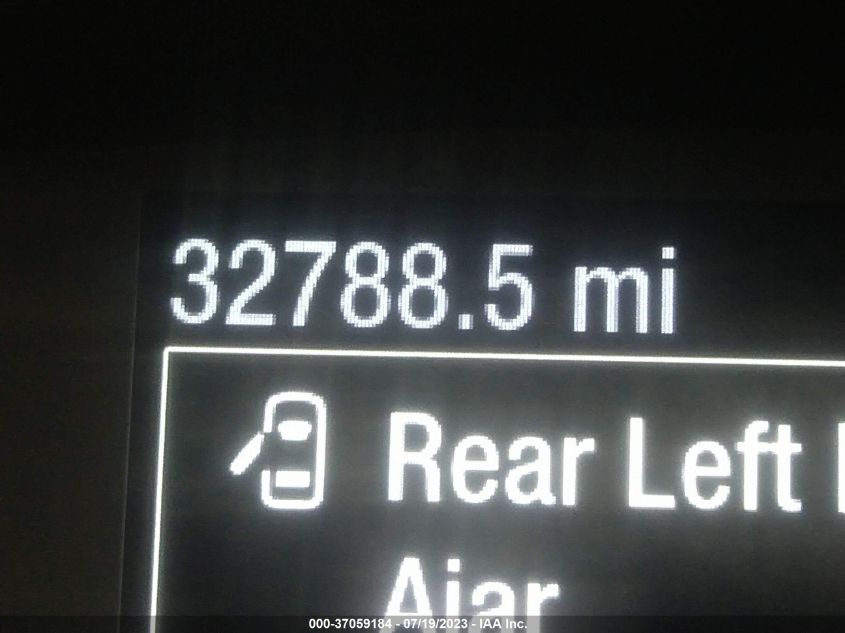 32788.5 mi
Rear Left
Ajar
000-37059184 - 07/19/2023 - IAA Inc.